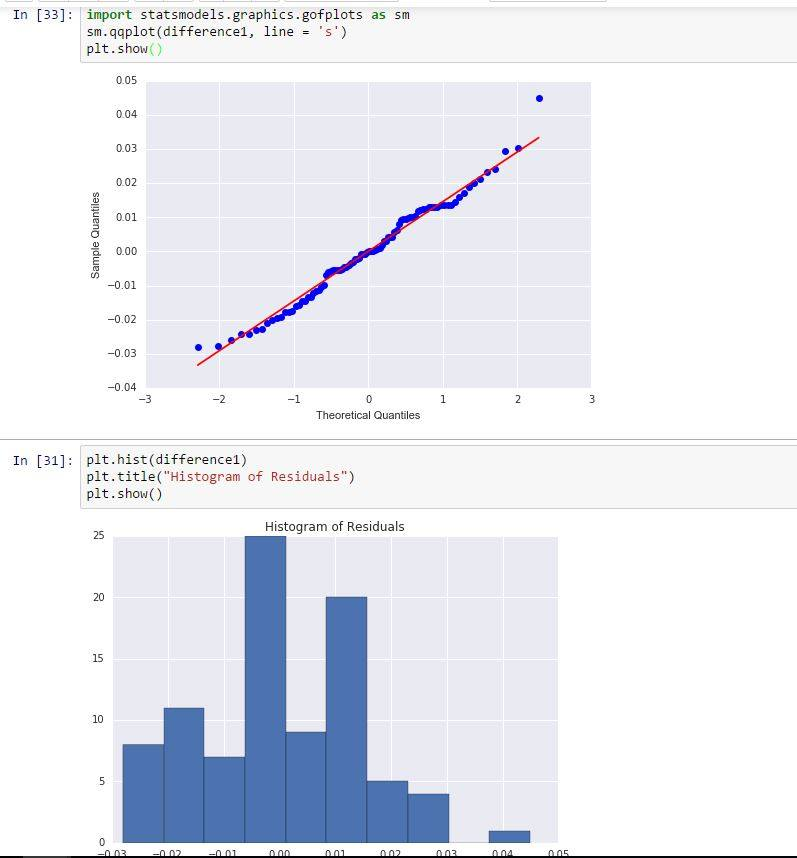 In [33]: import statsmodels.graphics.gofplots as sm
sm.qqplot(difference1, line = 's')
plt.show()
0.05
0.04
0.03
0.02
0.01
0.00
−0.01
−0.02
−0.03
−0.04
Sample Quantiles
−3 −2 −1 0 1 2 3
Theoretical Quantiles
In [31]: plt.hist(difference1)
plt.title("Histogram of Residuals")
plt.show()
Histogram of Residuals
25
20
15
10
5
0
−0.03 −0.02 −0.01 0.00 0.01 0.02 0.03 0.04 0.05